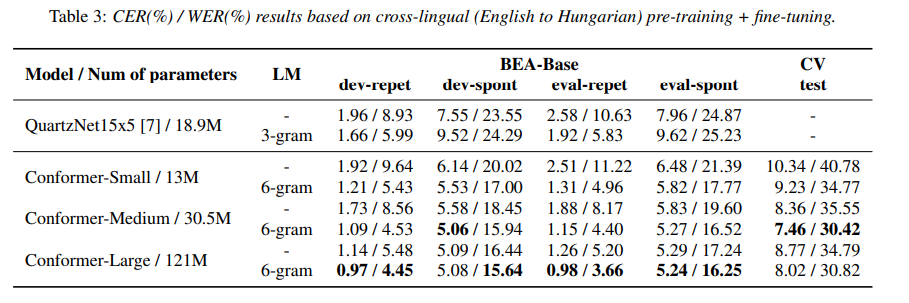 Table 3: CER(%) / WER(%) results based on cross-lingual (English to Hungarian) pre-training + fine-tuning.
Model / Num of parameters LM BEA-Base CV
dev-repet dev-spont eval-repet eval-spont test
QuartzNet15x5 [7] / 18.9M - 1.96 / 8.93 7.55 / 23.55 2.58 / 10.63 7.96 / 24.87 -
3-gram 1.66 / 5.99 9.52 / 24.29 1.92 / 5.83 9.62 / 25.23 -
Conformer-Small / 13M - 1.92 / 9.64 6.14 / 20.02 2.51 / 11.22 6.48 / 21.39 10.34 / 40.78
6-gram 1.21 / 5.43 5.53 / 17.00 1.31 / 4.96 5.82 / 17.77 9.23 / 34.77
Conformer-Medium / 30.5M - 1.73 / 8.56 5.58 / 18.45 1.88 / 8.17 5.83 / 19.60 8.36 / 35.55
6-gram 1.09 / 4.53 5.06 / 15.94 1.15 / 4.40 5.27 / 16.52 7.46 / 30.42
Conformer-Large / 121M - 1.14 / 5.48 5.09 / 16.44 1.26 / 5.20 5.29 / 17.24 8.77 / 34.79
6-gram 0.97 / 4.45 5.08 / 15.64 0.98 / 3.66 5.24 / 16.25 8.02 / 30.82